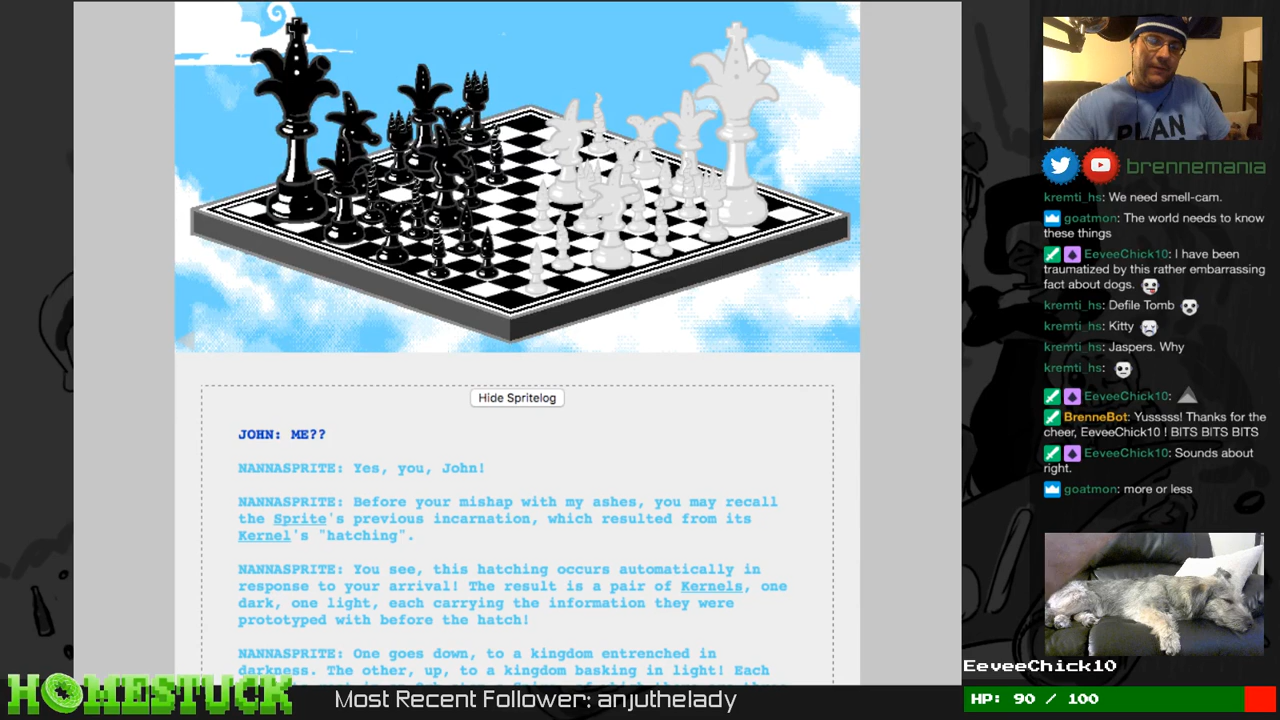 Hide Spritelog
JOHN: ME??
NANNASPRITE: Yes, you, John!
NANNASPRITE: Before your mishap with my ashes, you may recall
the Sprite's previous incarnation, which resulted from its
Kernel's "hatching".
NANNASPRITE: You see, this hatching occurs automatically in
response to your arrival! The result is a pair of Kernels, one
dark, one light, each carrying the information they were
prototyped with before the hatch!
NANNASPRITE: One goes down, to a kingdom entrenched in
darkness. The other, up, to a kingdom basking in light! Each
PLAN
brennemania
kremti_hs: We need smell-cam.
goatmon: The world needs to know
these things
EeveeChick10: I have been
traumatized by this rather embarrassing
fact about dogs.
kremti_hs: Defile Tomb
kremti_hs: Kitty
kremti_hs: Jaspers. Why
kremti_hs:
EeveeChick10:
BrenneBot: Yusssss! Thanks for the
cheer, EeveeChick10 ! BITS BITS BITS
EeveeChick10: Sounds about
right.
goatmon: more or less
EeveeChick10
HP: 90 / 100
HOMESTUCK
Most Recent Follower: anjuthelady